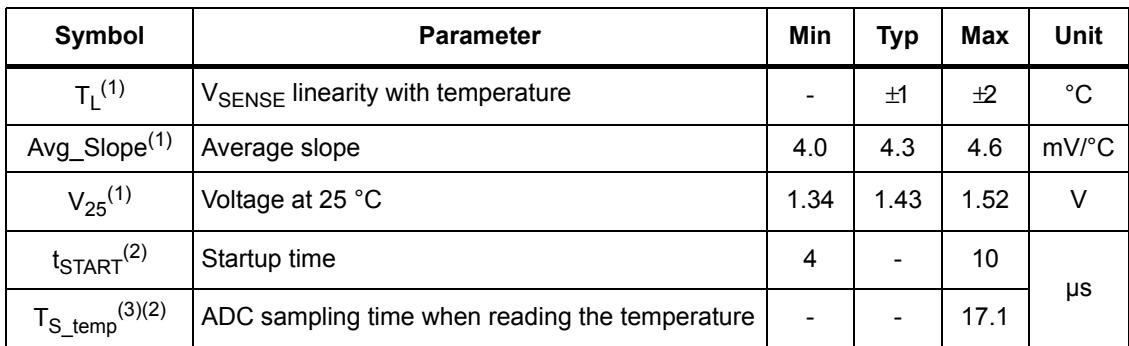 Symbol Parameter Min Typ Max Unit
T_L(1) V_SENSE linearity with temperature - ±1 ±2 °C
Avg_Slope(1) Average slope 4.0 4.3 4.6 mV/°C
V_25(1) Voltage at 25 °C 1.34 1.43 1.52 V
t_START(2) Startup time 4 - 10 µs
T_S_temp(3)(2) ADC sampling time when reading the temperature - - 17.1